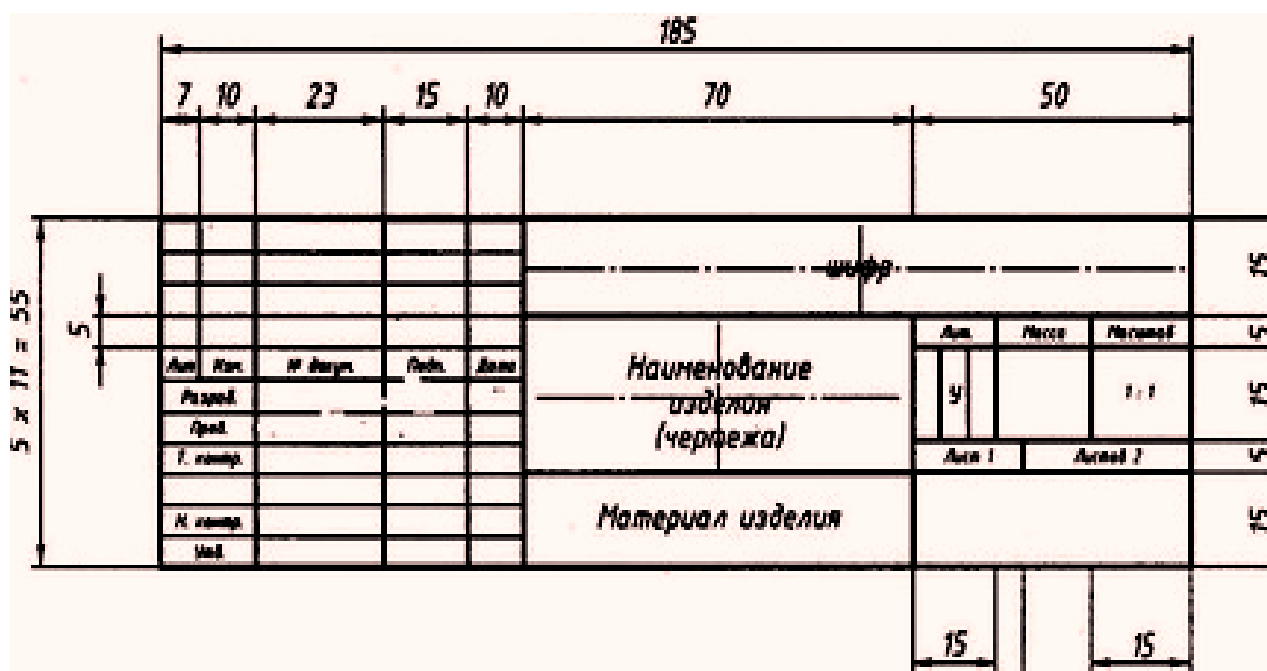 185
7 10 23 15 10 70 50
шифр
15
5 x 11 = 55
5
Лит. Масса Масштаб
5
Лит Изм. № докум. Подп. Дата
Наименование
изделия
(чертежа)
У
1:1
15
Разраб.
Пров.
Т. контр.
Лист 1 Листов 2
5
Материал изделия
15
Н. контр.
Утв.
15 15